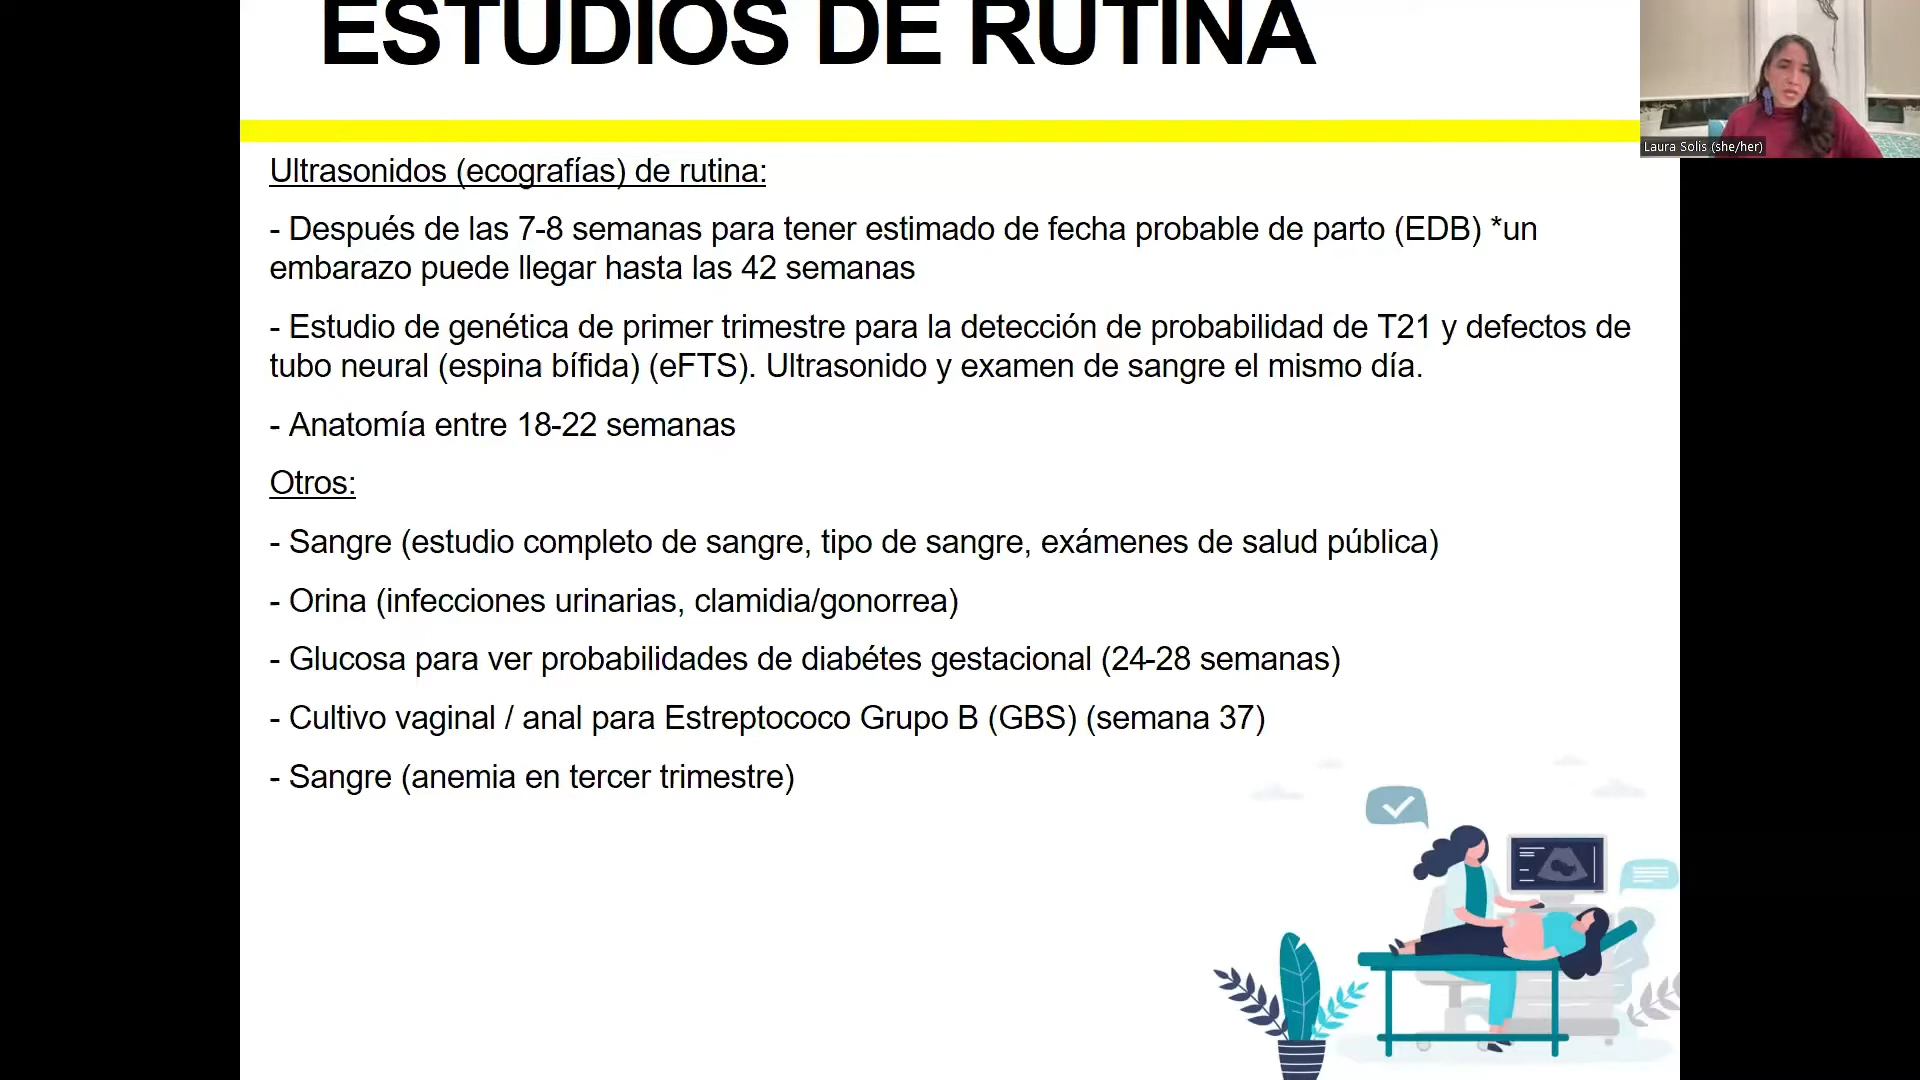 ESTUDIOS DE RUTINA
Laura Solis (she/her)
Ultrasonidos (ecografías) de rutina:
- Después de las 7-8 semanas para tener estimado de fecha probable de parto (EDB) *un
embarazo puede llegar hasta las 42 semanas
- Estudio de genética de primer trimestre para la detección de probabilidad de T21 y defectos de
tubo neural (espina bífida) (eFTS). Ultrasonido y examen de sangre el mismo día.
- Anatomía entre 18-22 semanas
Otros:
- Sangre (estudio completo de sangre, tipo de sangre, exámenes de salud pública)
- Orina (infecciones urinarias, clamidia/gonorrea)
- Glucosa para ver probabilidades de diabétes gestacional (24-28 semanas)
- Cultivo vaginal / anal para Estreptococo Grupo B (GBS) (semana 37)
- Sangre (anemia en tercer trimestre)